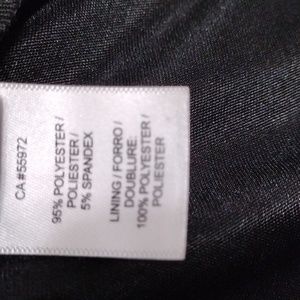 CA#55972
95% POLYESTER /
POLIESTER /
5% SPANDEX
LINING / FORRO /
DOUBLURE:
100% POLYESTER /
POLIESTER